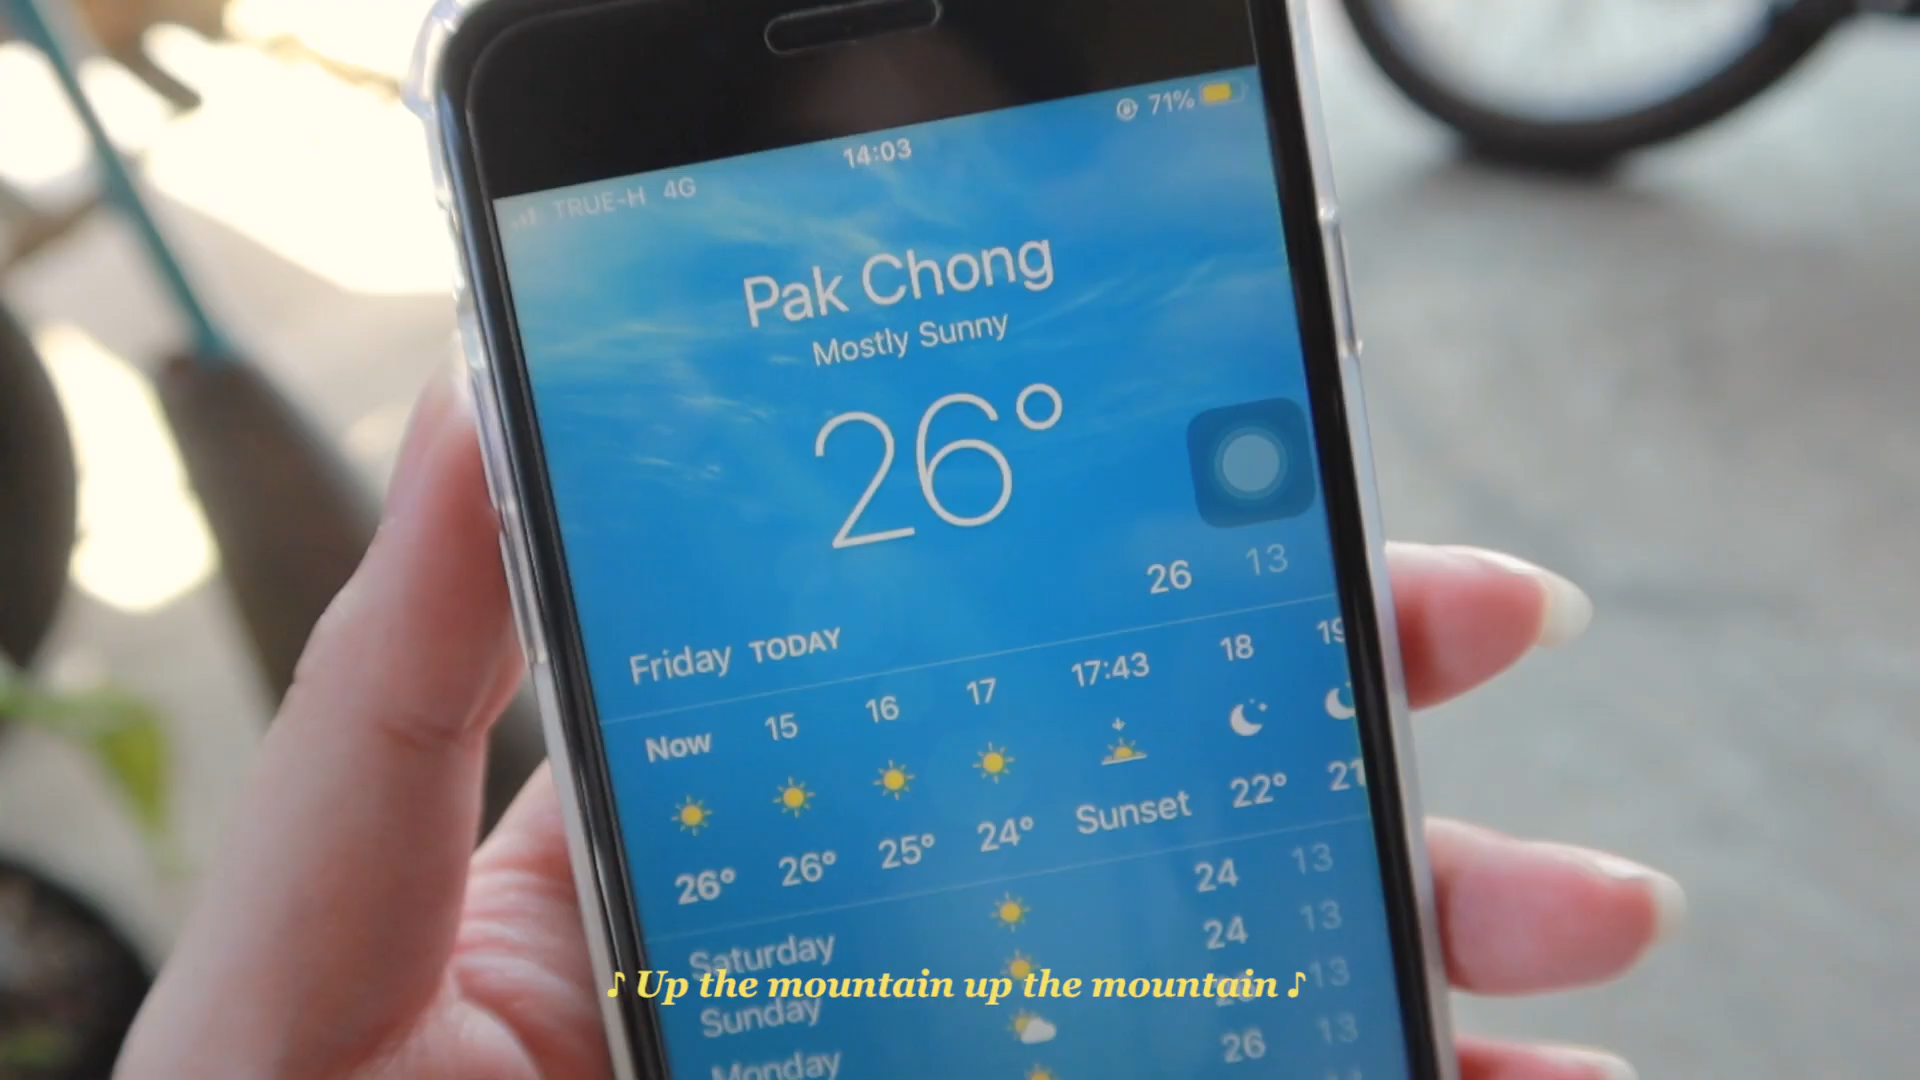 71%
14:03
TRUE-H 4G
Pak Chong
Mostly Sunny
26°
26 13
Friday TODAY
Now 15 16 17 17:43 18 19
26° 26° 25° 24° Sunset 22° 21
Saturday 24 13
Sunday 24 13
♪ Up the mountain up the mountain ♪
Monday 13
26 13